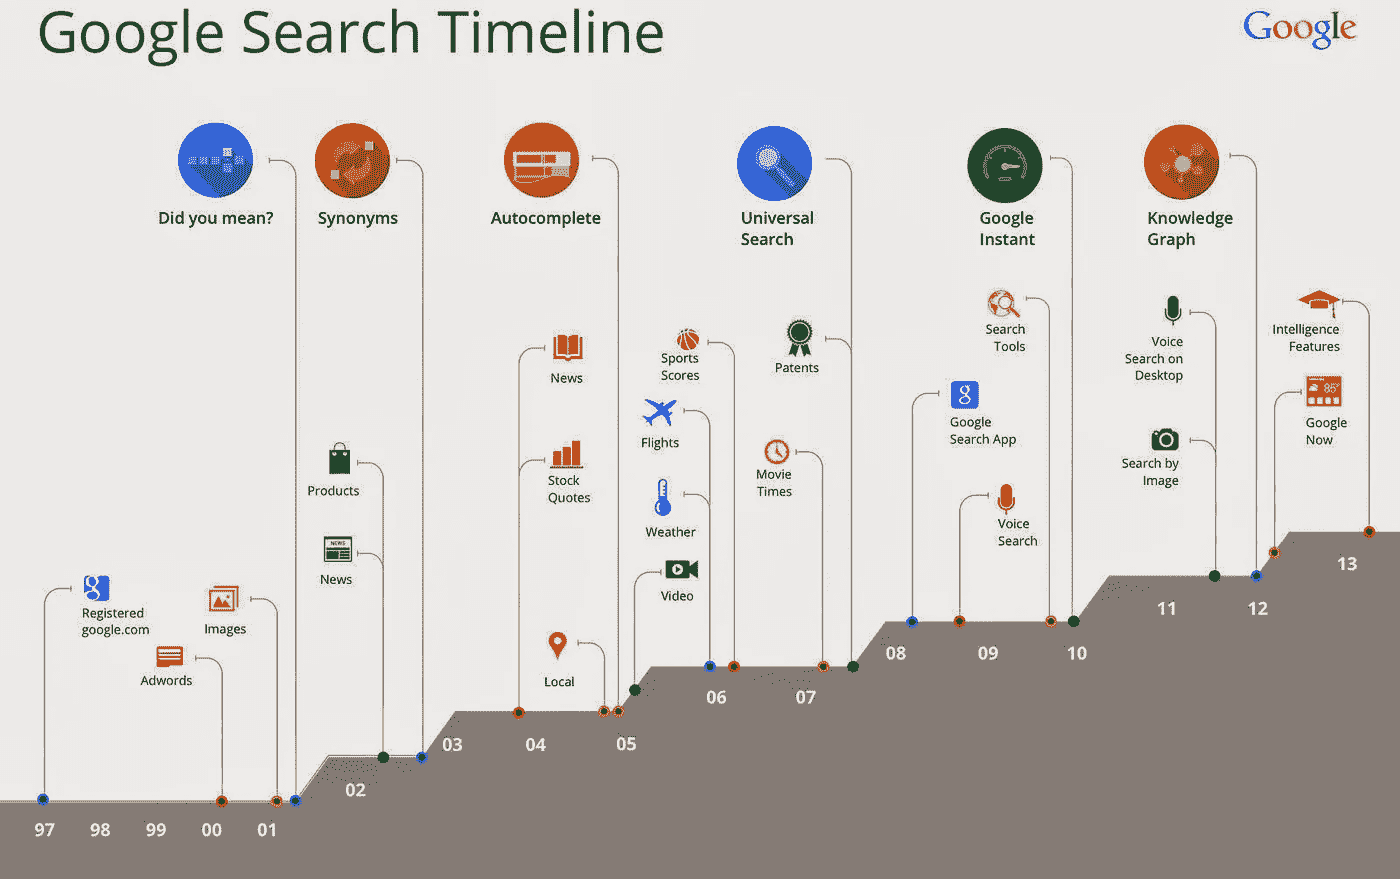 Google Search Timeline
Google
Did you mean?
Synonyms
Autocomplete
Universal
Search
Google
Instant
Knowledge
Graph
Registered
google.com
Adwords
Images
Products
NEWS
News
News
Stock
Quotes
Local
Sports
Scores
Flights
Weather
Video
Patents
Movie
Times
Search
Tools
g
Google
Search App
Voice
Search
Voice
Search on
Desktop
Search by
Image
Intelligence
Features
85°
Google
Now
g
97
98
99
00
01
02
03
04
05
06
07
08
09
10
11
12
13